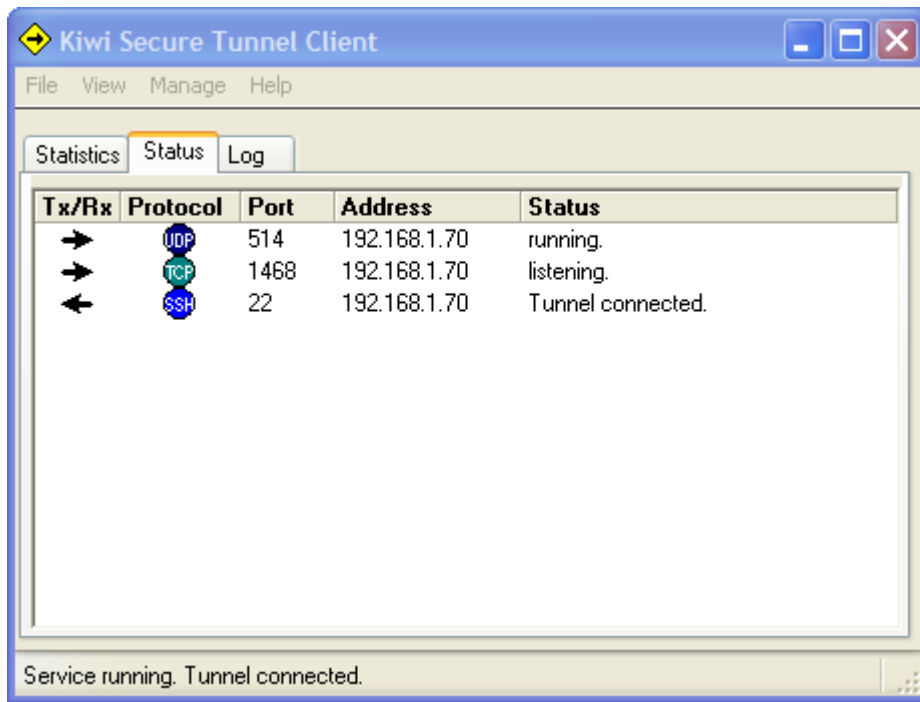 Kiwi Secure Tunnel Client
File View Manage Help
Statistics Status Log
Tx/Rx Protocol Port Address Status
UDP 514 192.168.1.70 running.
TCP 1468 192.168.1.70 listening.
SSH 22 192.168.1.70 Tunnel connected.
Service running. Tunnel connected.